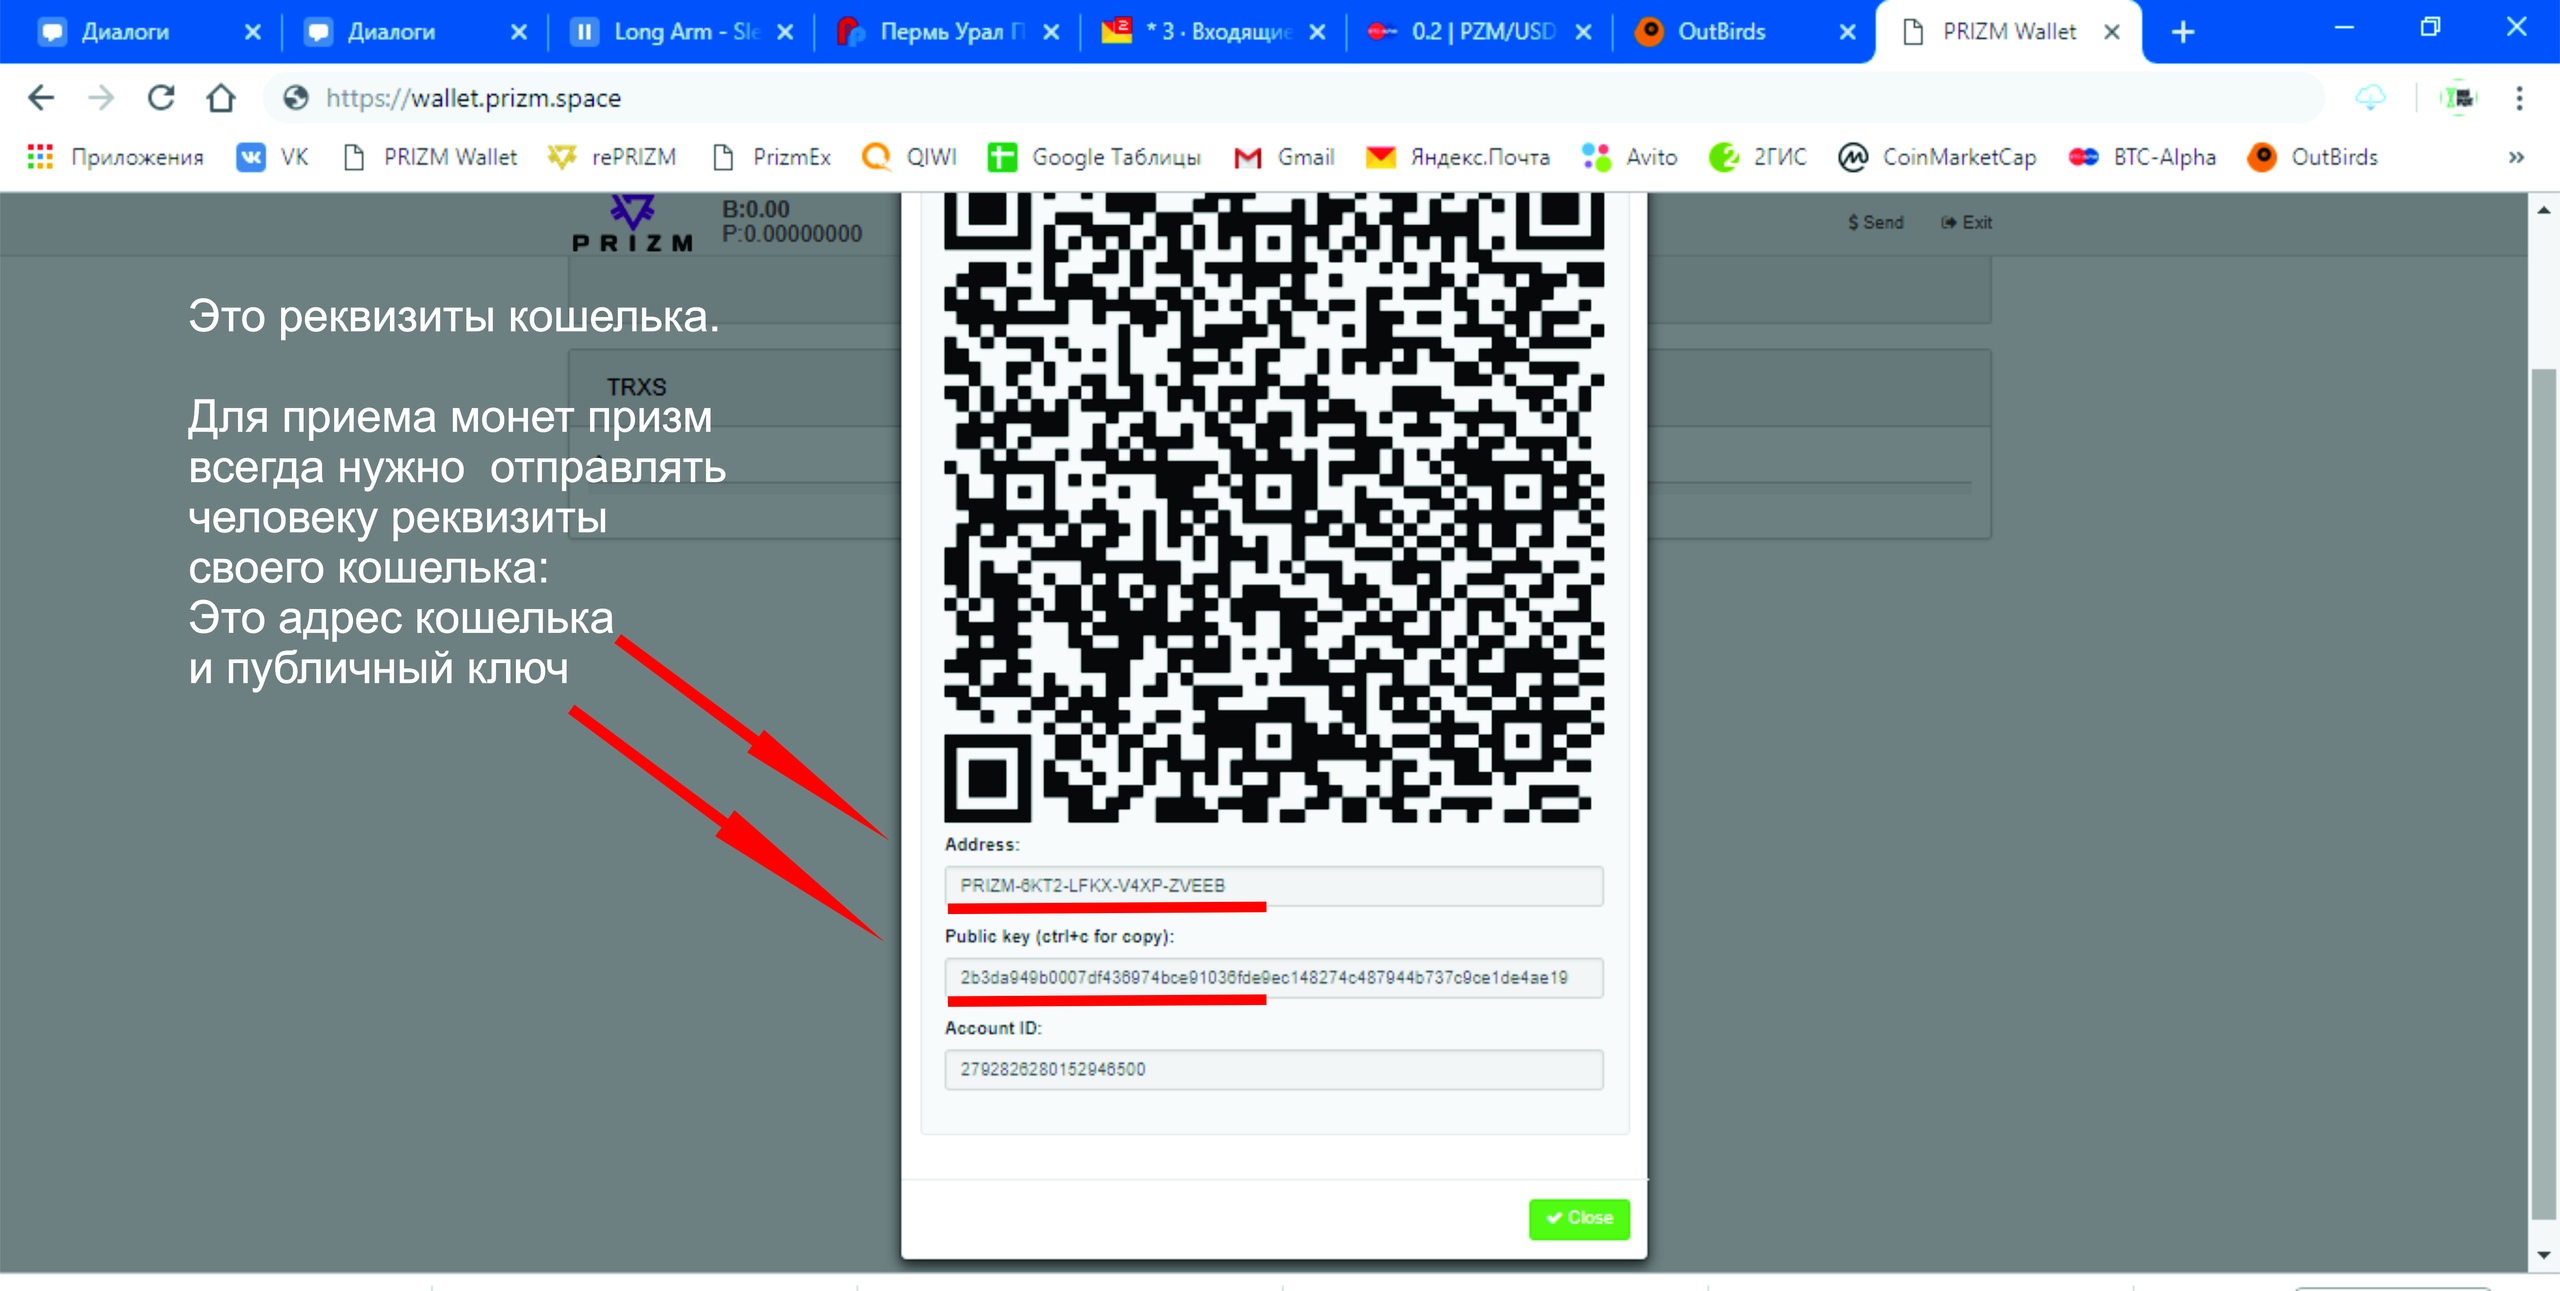 Диалоги
Диалоги
Long Arm - Sle
Пермь Урал П
* 3 · Входящие
0.2 | PZM/USD
OutBirds
PRIZM Wallet
https://wallet.prizm.space
Приложения
VK
PRIZM Wallet
rePRIZM
PrizmEx
QIWI
Google Таблицы
Gmail
Яндекс.Почта
Avito
2ГИС
CoinMarketCap
BTC-Alpha
OutBirds
»
PRIZM
B:0.00
P:0.00000000
$ Send
Exit
TRXS
Это реквизиты кошелька.
Для приема монет призм
всегда нужно отправлять
человеку реквизиты
своего кошелька:
Это адрес кошелька
и публичный ключ
Address:
PRIZM-6KT2-LFKX-V4XP-ZVEEB
Public key (ctrl+c for copy):
2b3da949b0007df436974bce91036fde9ec148274c487944b737c9ce1de4ae19
Account ID:
2792826280152946500
Close